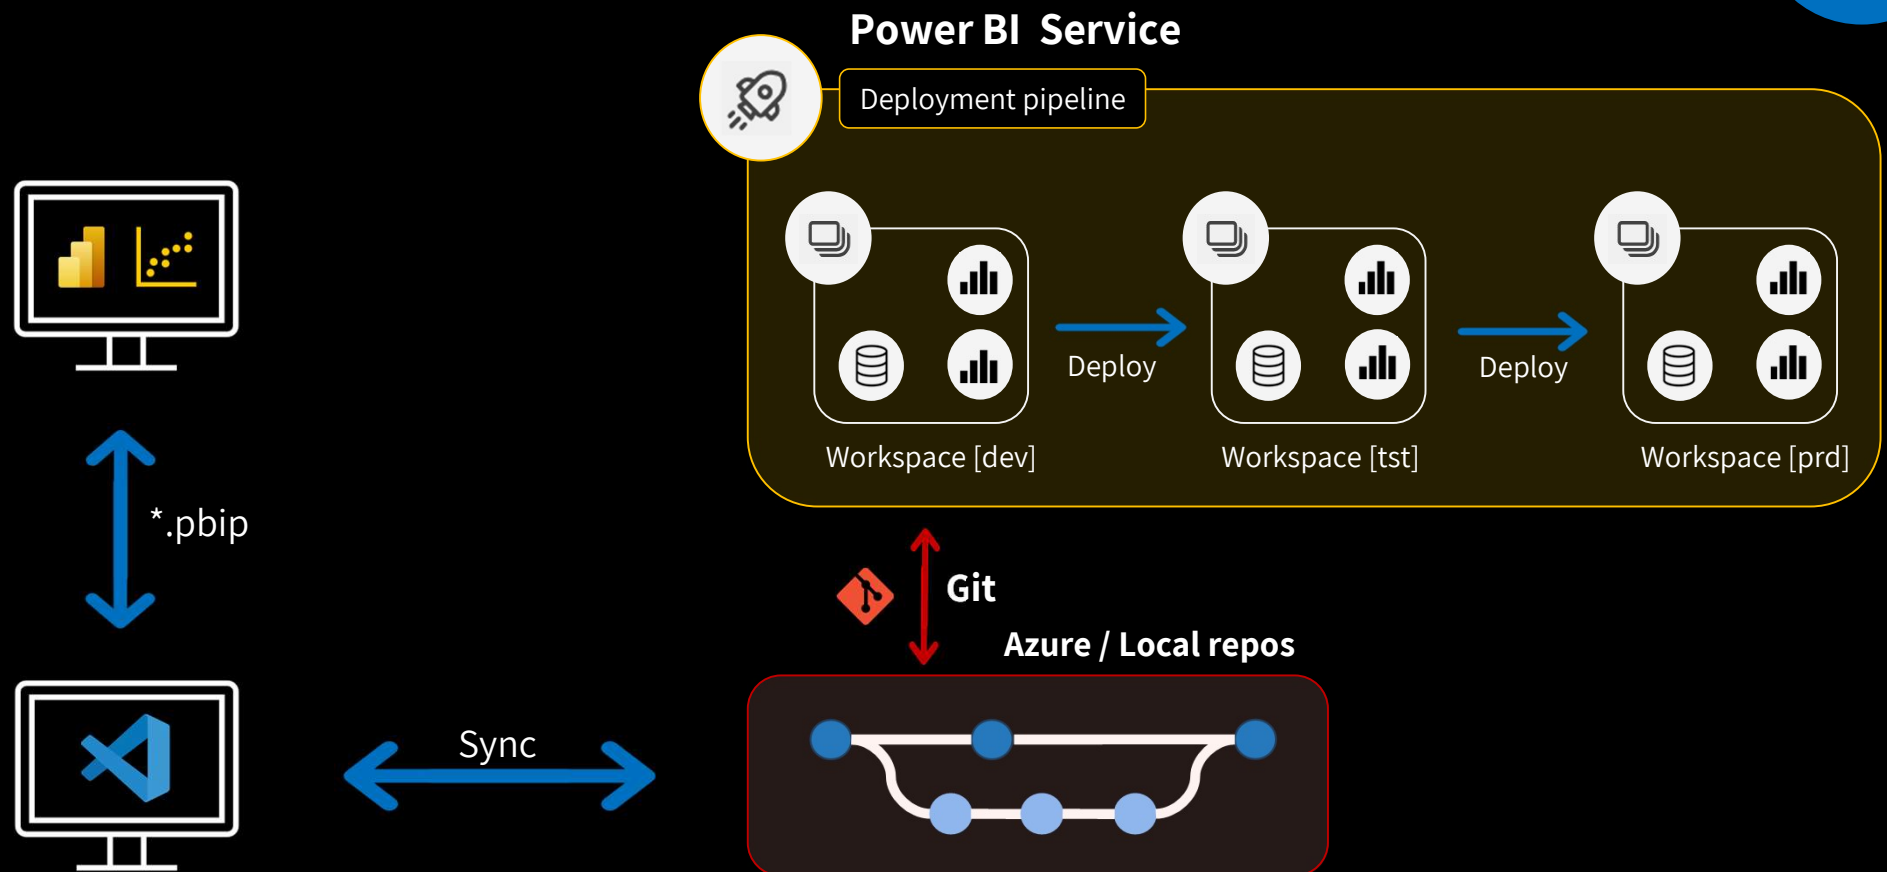 Power BI Service
Deployment pipeline
Deploy
Deploy
Workspace [dev]
Workspace [tst]
Workspace [prd]
*.pbip
Git
Azure / Local repos
Sync